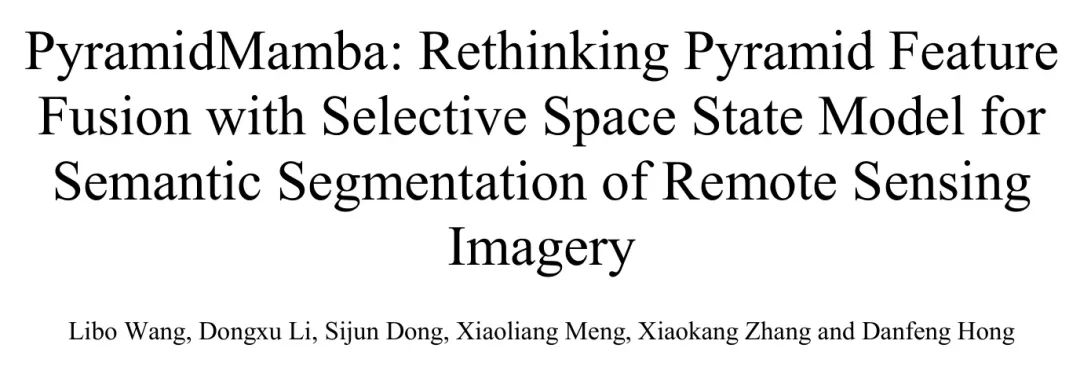 PyramidMamba: Rethinking Pyramid Feature
Fusion with Selective Space State Model for
Semantic Segmentation of Remote Sensing
Imagery
Libo Wang, Dongxu Li, Sijun Dong, Xiaoliang Meng, Xiaokang Zhang and Danfeng Hong